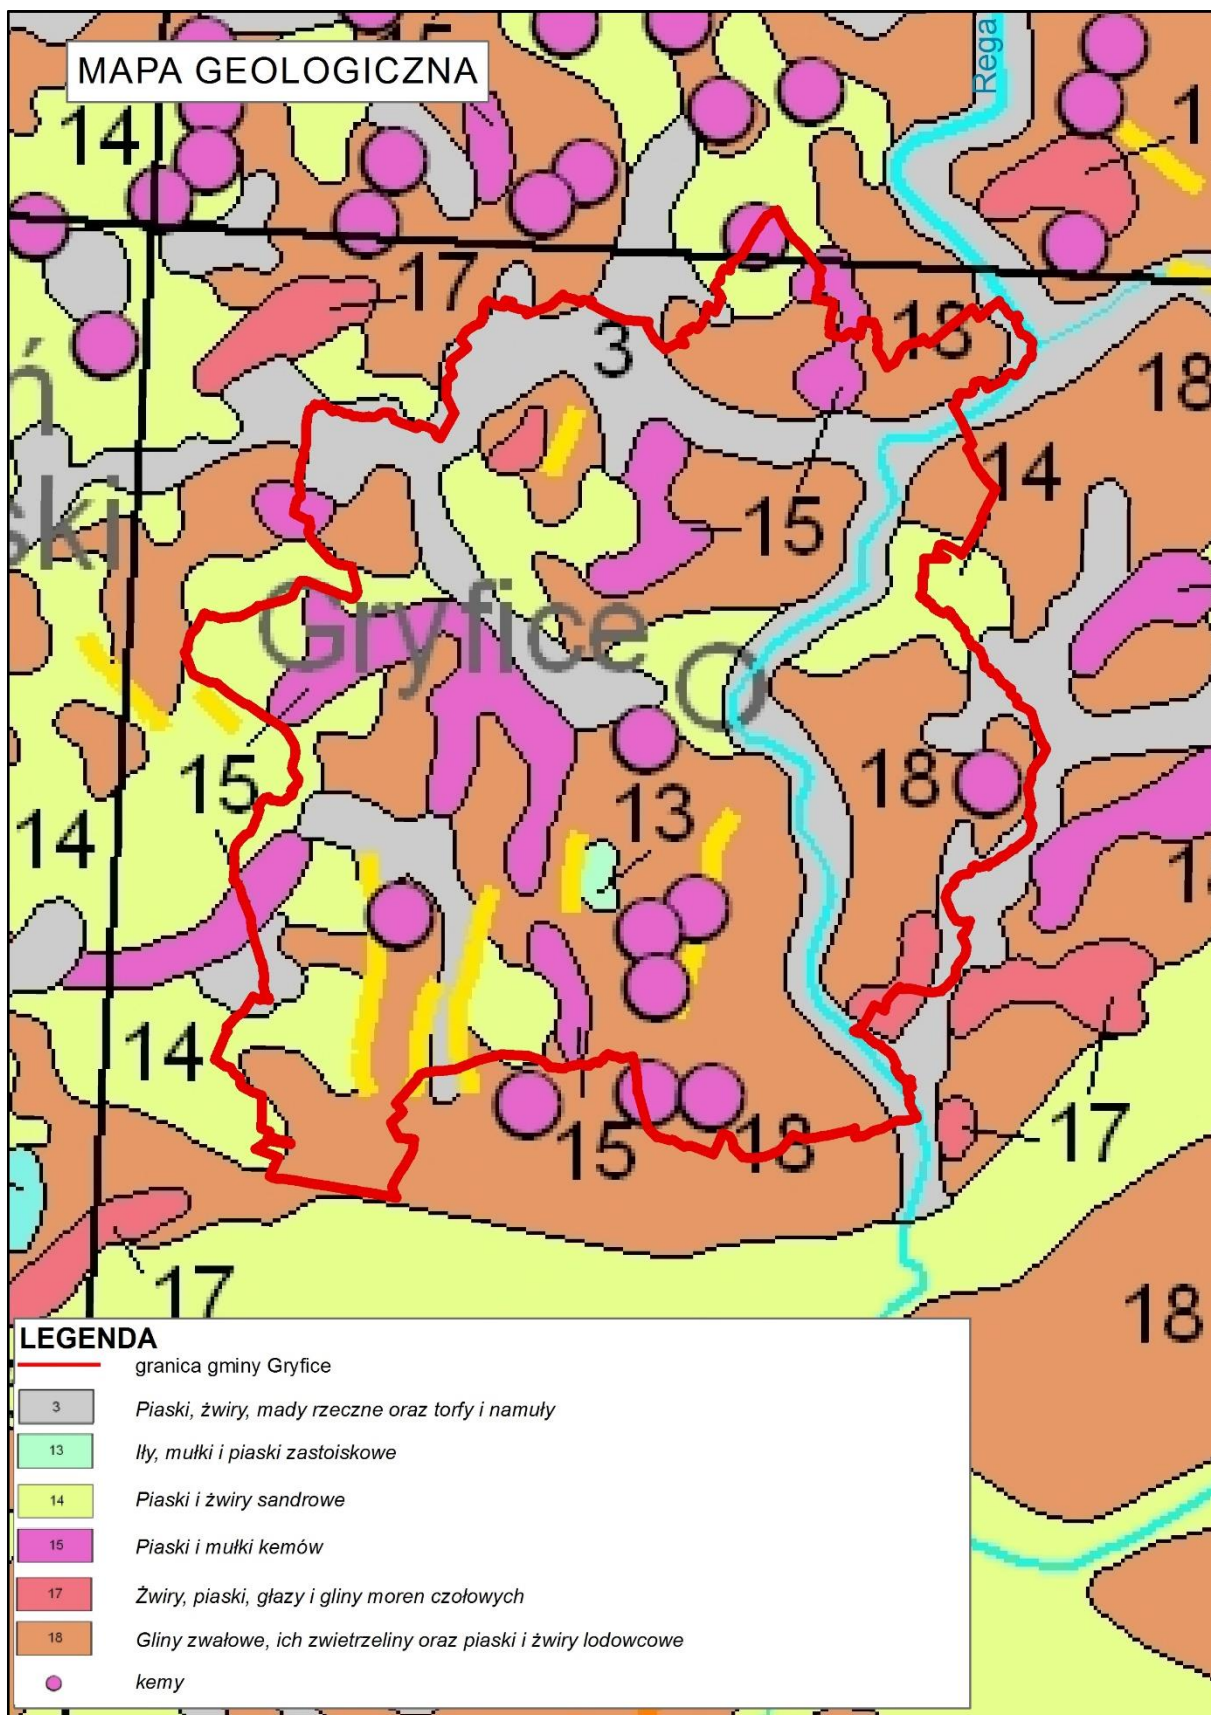 15
MAPA GEOLOGICZNA
Rega
14
1
17
18
3
18
ń
14
ski
15
Gryfice
15
18
13
14
14
15
18
17
17
18
LEGENDA
granica gminy Gryfice
3 Piaski, żwiry, mady rzeczne oraz torfy i namuły
13 Iły, mułki i piaski zastoiskowe
14 Piaski i żwiry sandrowe
15 Piaski i mułki kemów
17 Żwiry, piaski, głazy i gliny moren czołowych
18 Gliny zwałowe, ich zwietrzeliny oraz piaski i żwiry lodowcowe
kemy